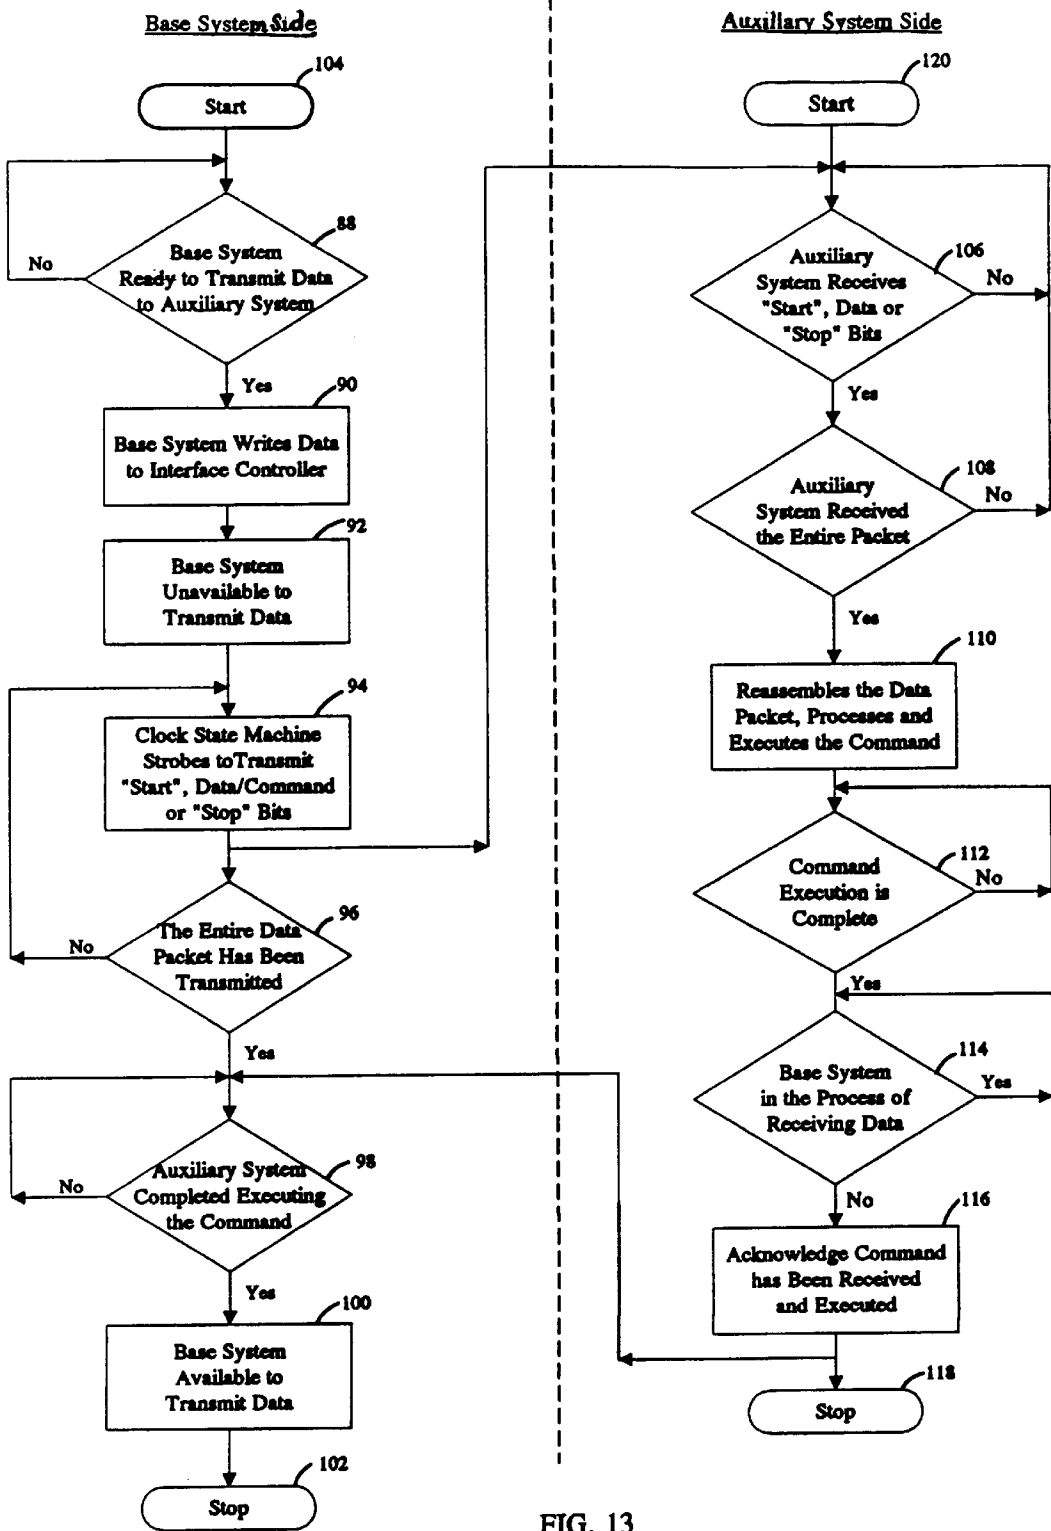 Base System Side
104
Start
88
Base System
Ready to Transmit Data
to Auxiliary System
No
Yes
90
Base System Writes Data
to Interface Controller
92
Base System
Unavailable to
Transmit Data
94
Clock State Machine
Strobes toTransmit
"Start", Data/Command
or "Stop" Bits
96
The Entire Data
Packet Has Been
Transmitted
No
Yes
98
Auxiliary System
Completed Executing
the Command
No
Yes
100
Base System
Available to
Transmit Data
102
Stop
Auxillary System Side
120
Start
106
Auxiliary
System Receives
"Start", Data or
"Stop" Bits
No
Yes
108
Auxiliary
System Received
the Entire Packet
No
Yes
110
Reassembles the Data
Packet, Processes and
Executes the Command
112
Command
Execution is
Complete
No
Yes
114
Base System
in the Process of
Receiving Data
Yes
No
116
Acknowledge Command
has Been Received
and Executed
118
Stop
FIG. 13